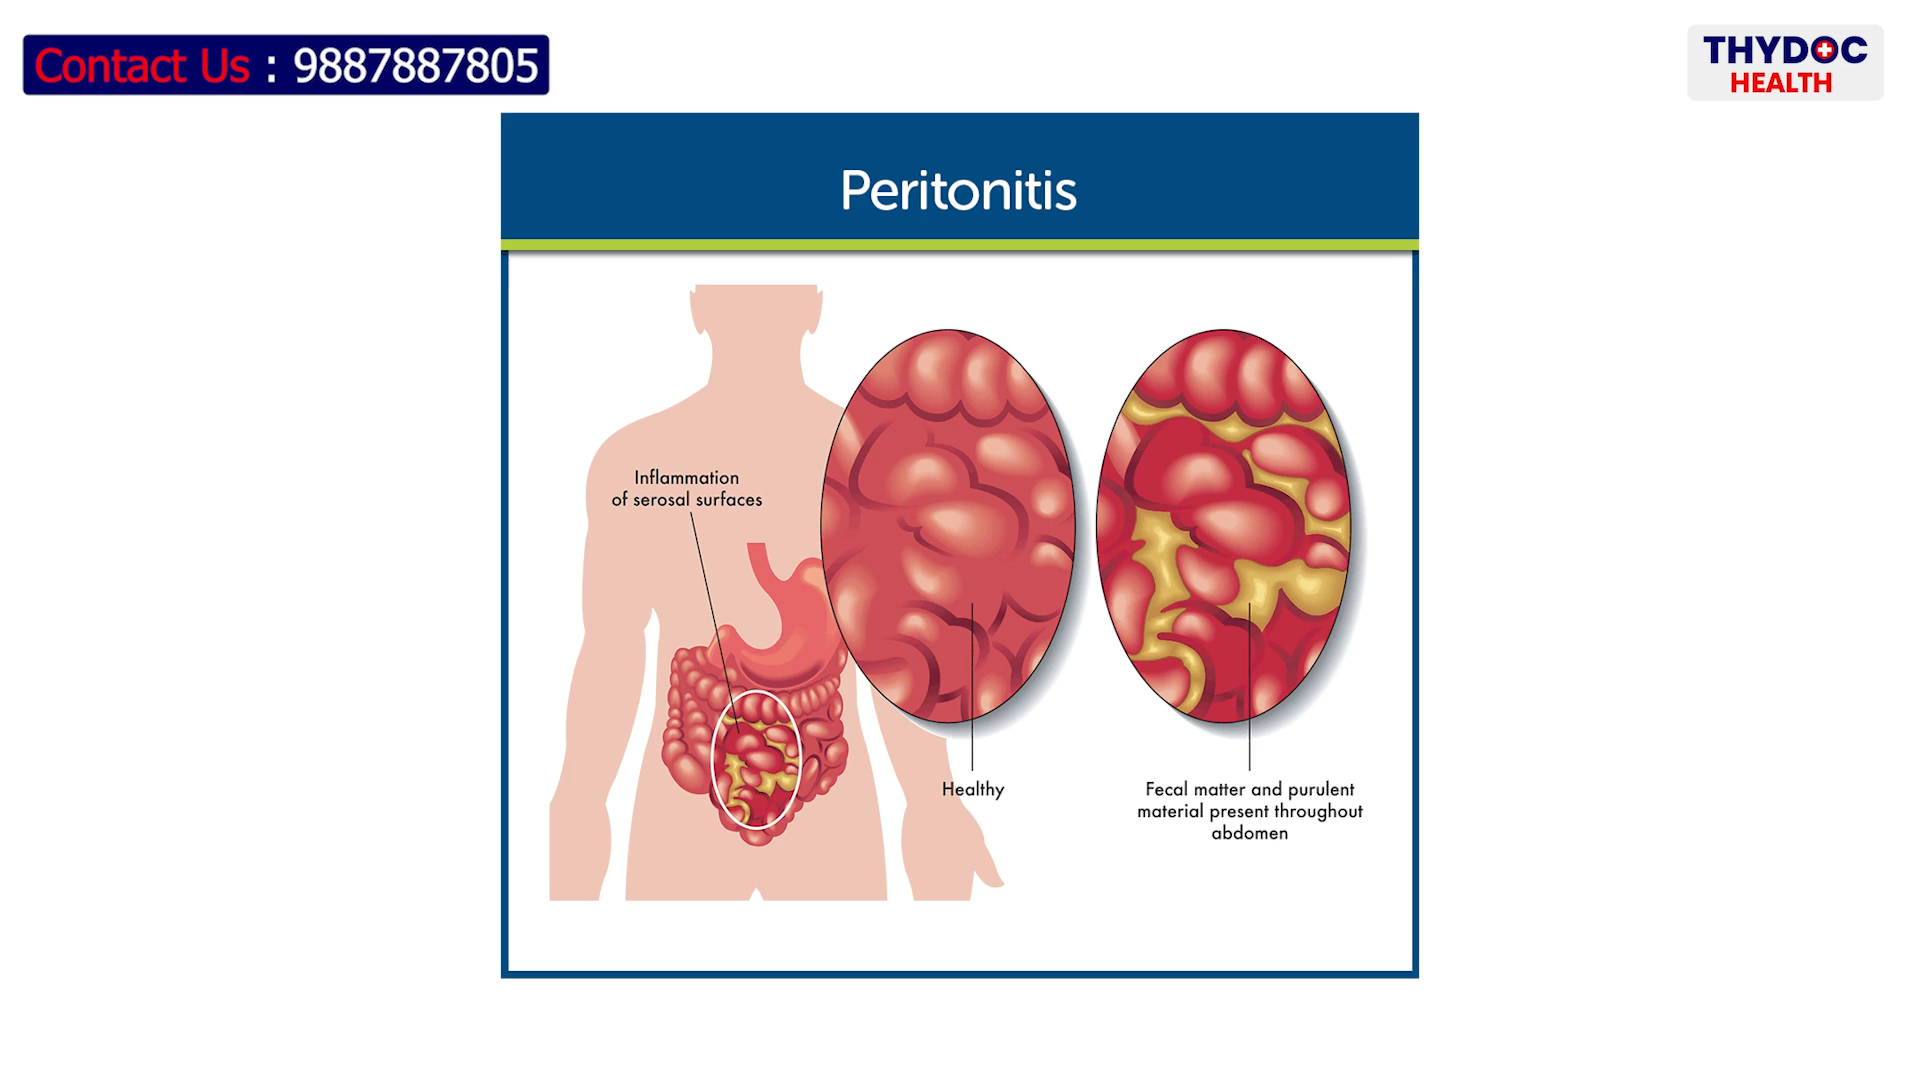 Contact Us : 9887887805
THYDOC
HEALTH
Peritonitis
Inflammation
of serosal surfaces
Healthy
Fecal matter and purulent
material present throughout
abdomen